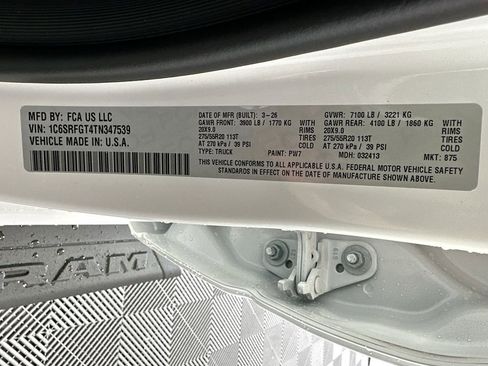 MFD BY: FCA US LLC
VIN: 1C6SRFGT4TN347539
VEHICLE MADE IN: U.S.A.
DATE OF MFR (BUILT) 3-26 GVWR: 7100 LB / 3221 KG
GAWR FRONT: 3900 LB / 1770 KG WITH GAWR REAR: 4100 LB / 1860 KG WITH
20X9.0 RIMS 20X9.0 RIMS
275/55R20 113T TIRES 275/55R20 113T TIRES
AT 270 kPa / 39 PSI COLD AT 270 kPa / 39 PSI COLD
TYPE: TRUCK PAINT: PW7 MDH: 032413 MKT: 875
THIS VEHICLE CONFORMS TO ALL APPLICABLE U.S.A. FEDERAL MOTOR VEHICLE SAFETY
STANDARDS IN EFFECT ON THE DATE OF MANUFACTURE SHOWN ABOVE.
RAM